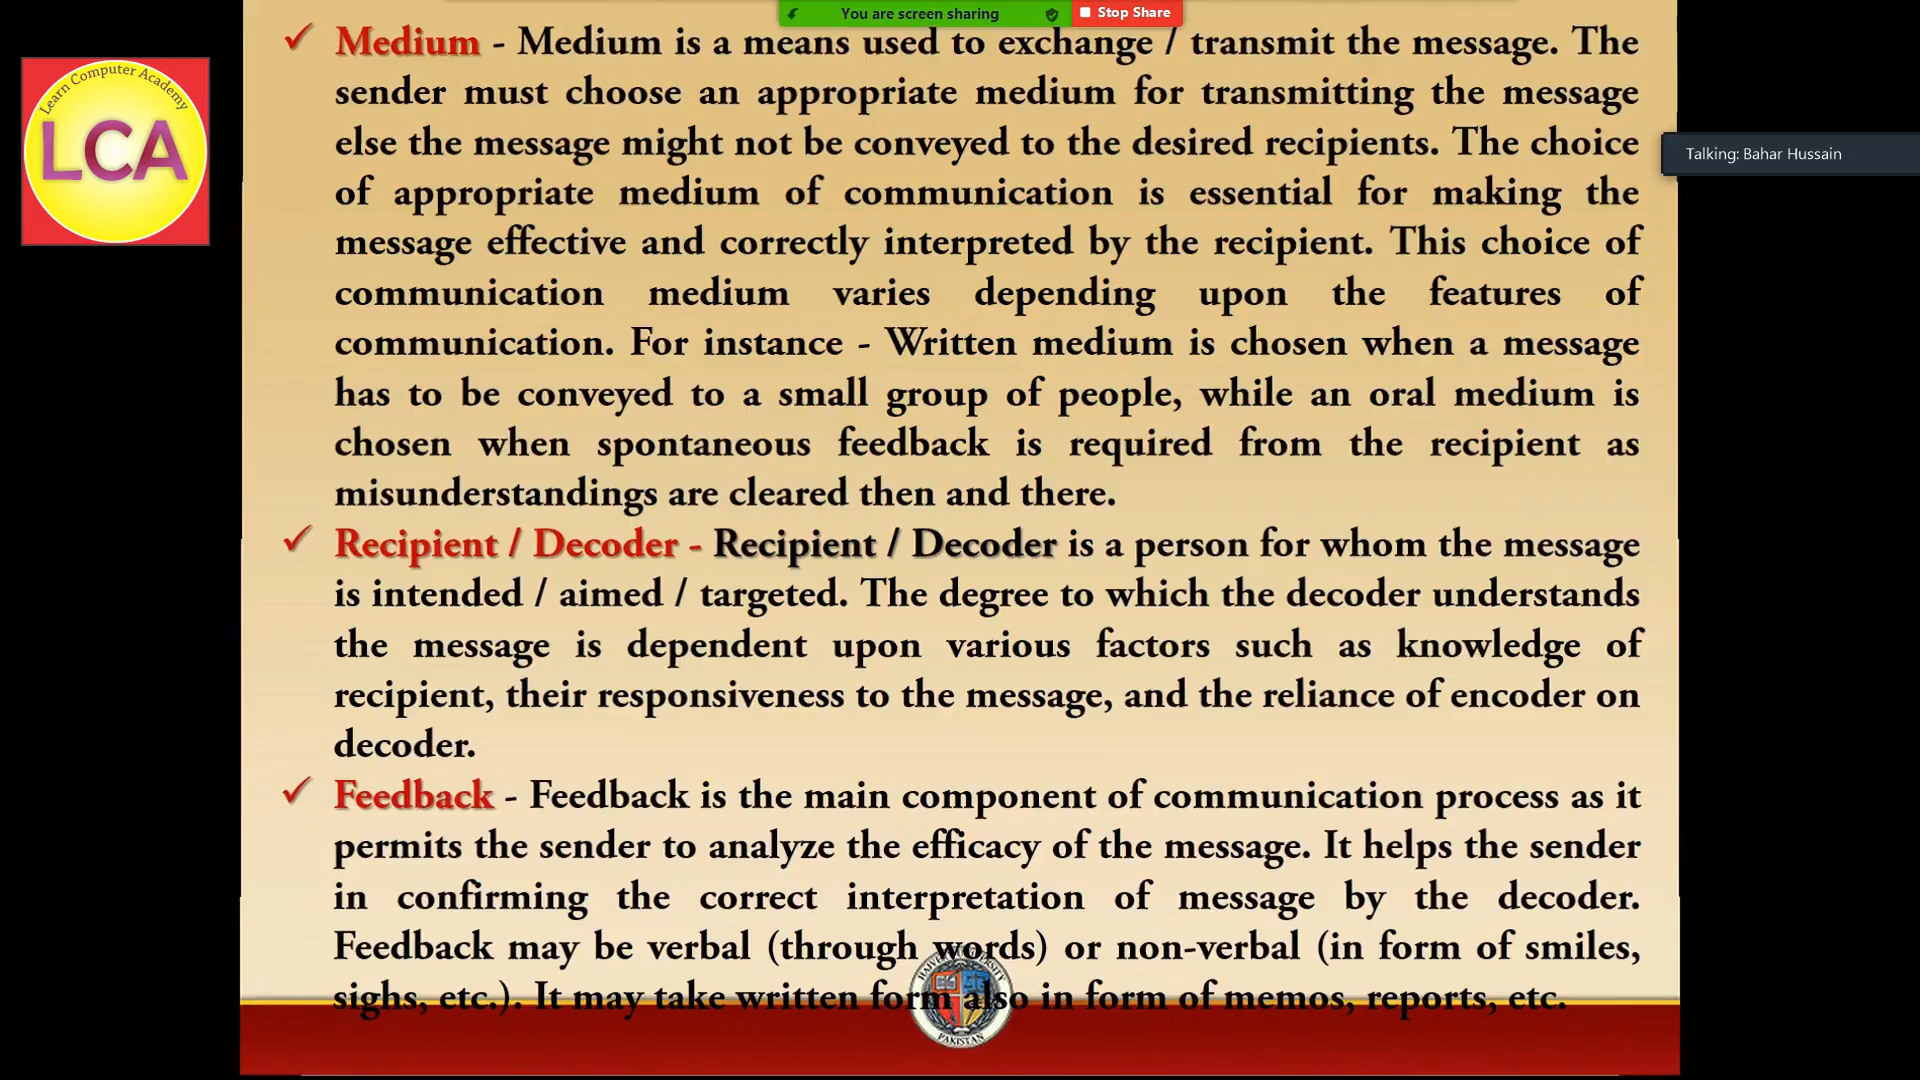 You are screen sharing
Stop Share
Learn Computer Academy
LCA
Talking: Bahar Hussain
Medium - Medium is a means used to exchange / transmit the message. The
sender must choose an appropriate medium for transmitting the message
else the message might not be conveyed to the desired recipients. The choice
of appropriate medium of communication is essential for making the
message effective and correctly interpreted by the recipient. This choice of
communication medium varies depending upon the features of
communication. For instance - Written medium is chosen when a message
has to be conveyed to a small group of people, while an oral medium is
chosen when spontaneous feedback is required from the recipient as
misunderstandings are cleared then and there.
Recipient / Decoder - Recipient / Decoder is a person for whom the message
is intended / aimed / targeted. The degree to which the decoder understands
the message is dependent upon various factors such as knowledge of
recipient, their responsiveness to the message, and the reliance of encoder on
decoder.
Feedback - Feedback is the main component of communication process as it
permits the sender to analyze the efficacy of the message. It helps the sender
in confirming the correct interpretation of message by the decoder.
Feedback may be verbal (through words) or non-verbal (in form of smiles,
sighs, etc.). It may take written form also in form of memos, reports, etc.
PAKISTAN